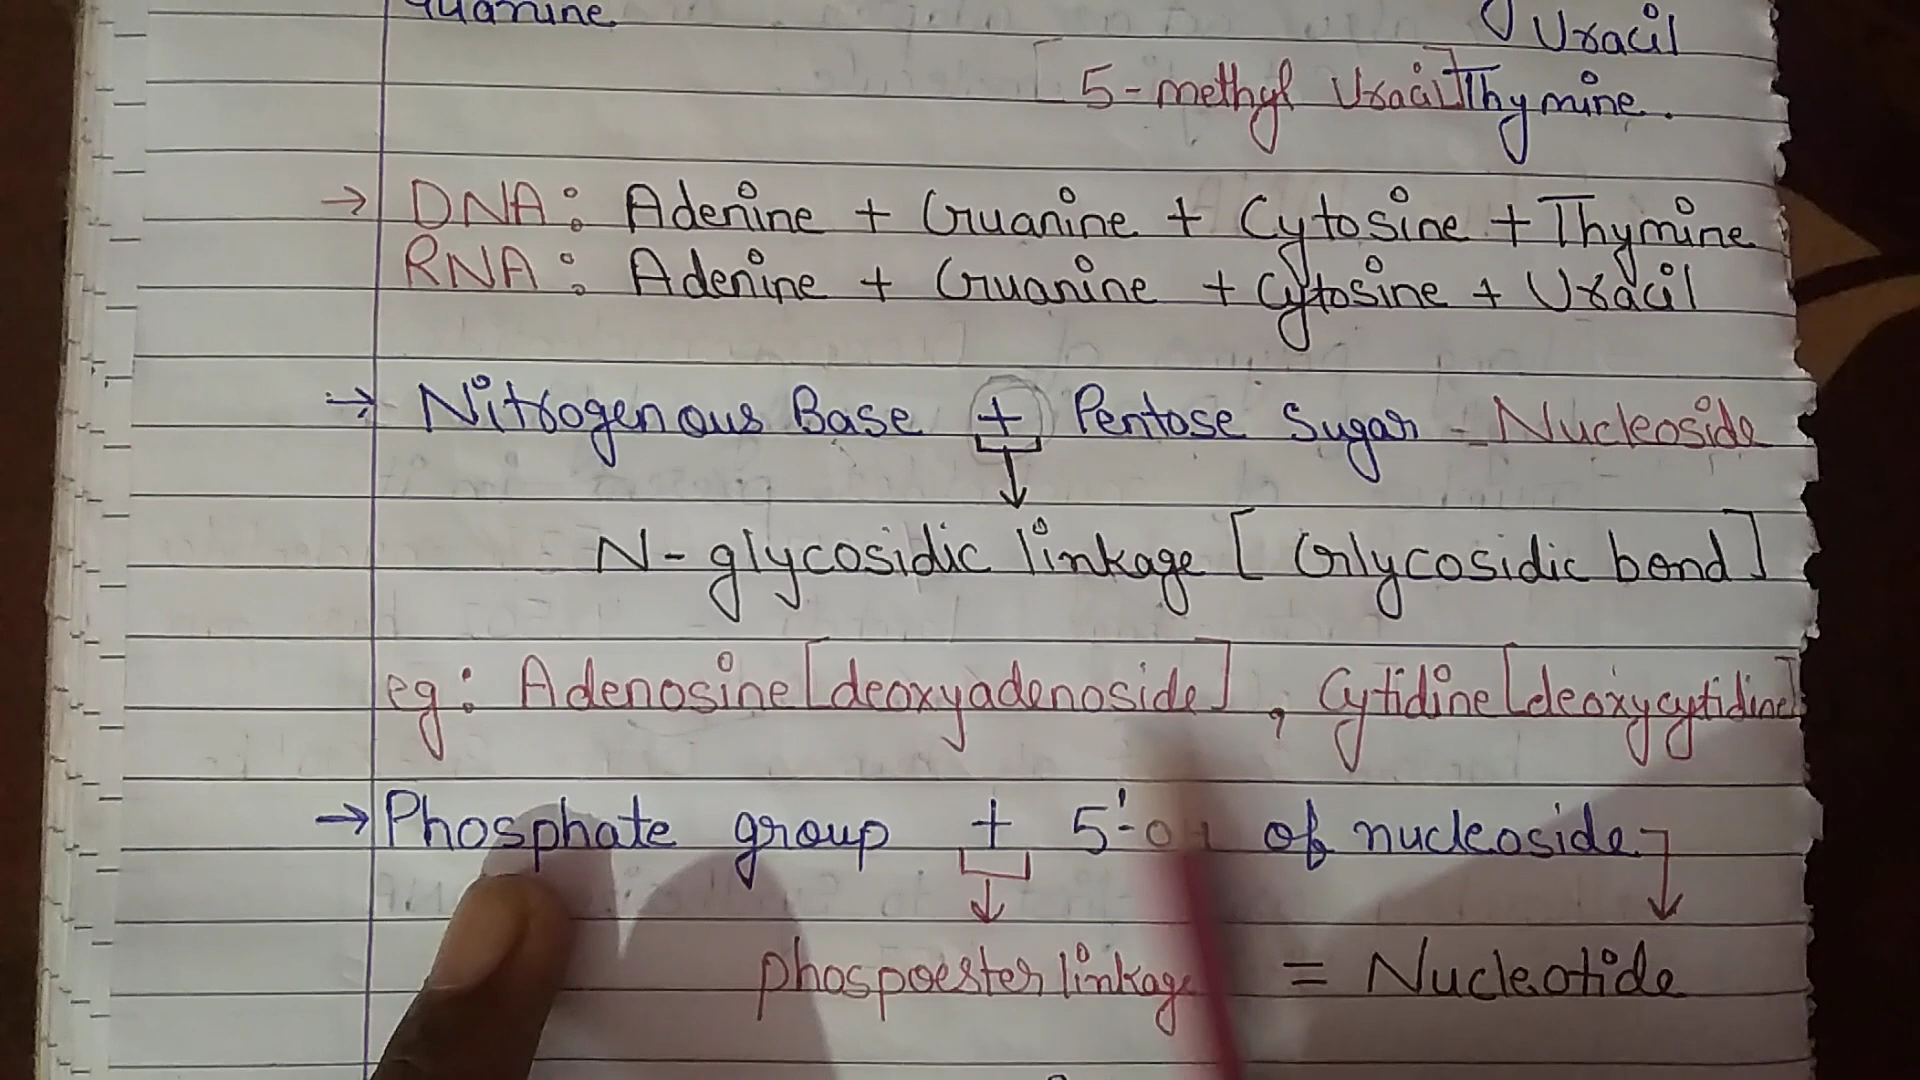 Guanine
Uracil
[5-methyl Uracil] Thymine.
→ DNA: Adenine + Guanine + Cytosine + Thymine
RNA: Adenine + Guanine + Cytosine + Uracil
→ Nitrogenous Base + Pentose Sugar - Nucleoside
↓
N-glycosidic linkage [Glycosidic bond]
eg: Adenosine [deoxyadenoside], Cytidine [deoxycytidine]
→ Phosphate group + 5'- of nucleoside
↓ ↓
phospoester linkage = Nucleotide